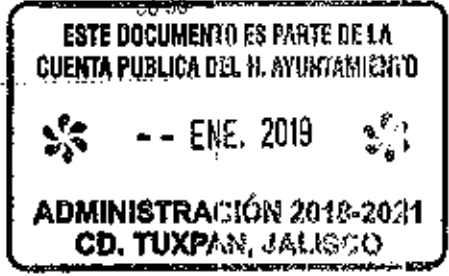 ESTE DOCUMENTO ES PARTE DE LA
CUENTA PUBLICA DEL H. AYUNTAMIENTO
- - ENE. 2019
ADMINISTRACIÓN 2018-2021
CD. TUXPAN, JALISCO